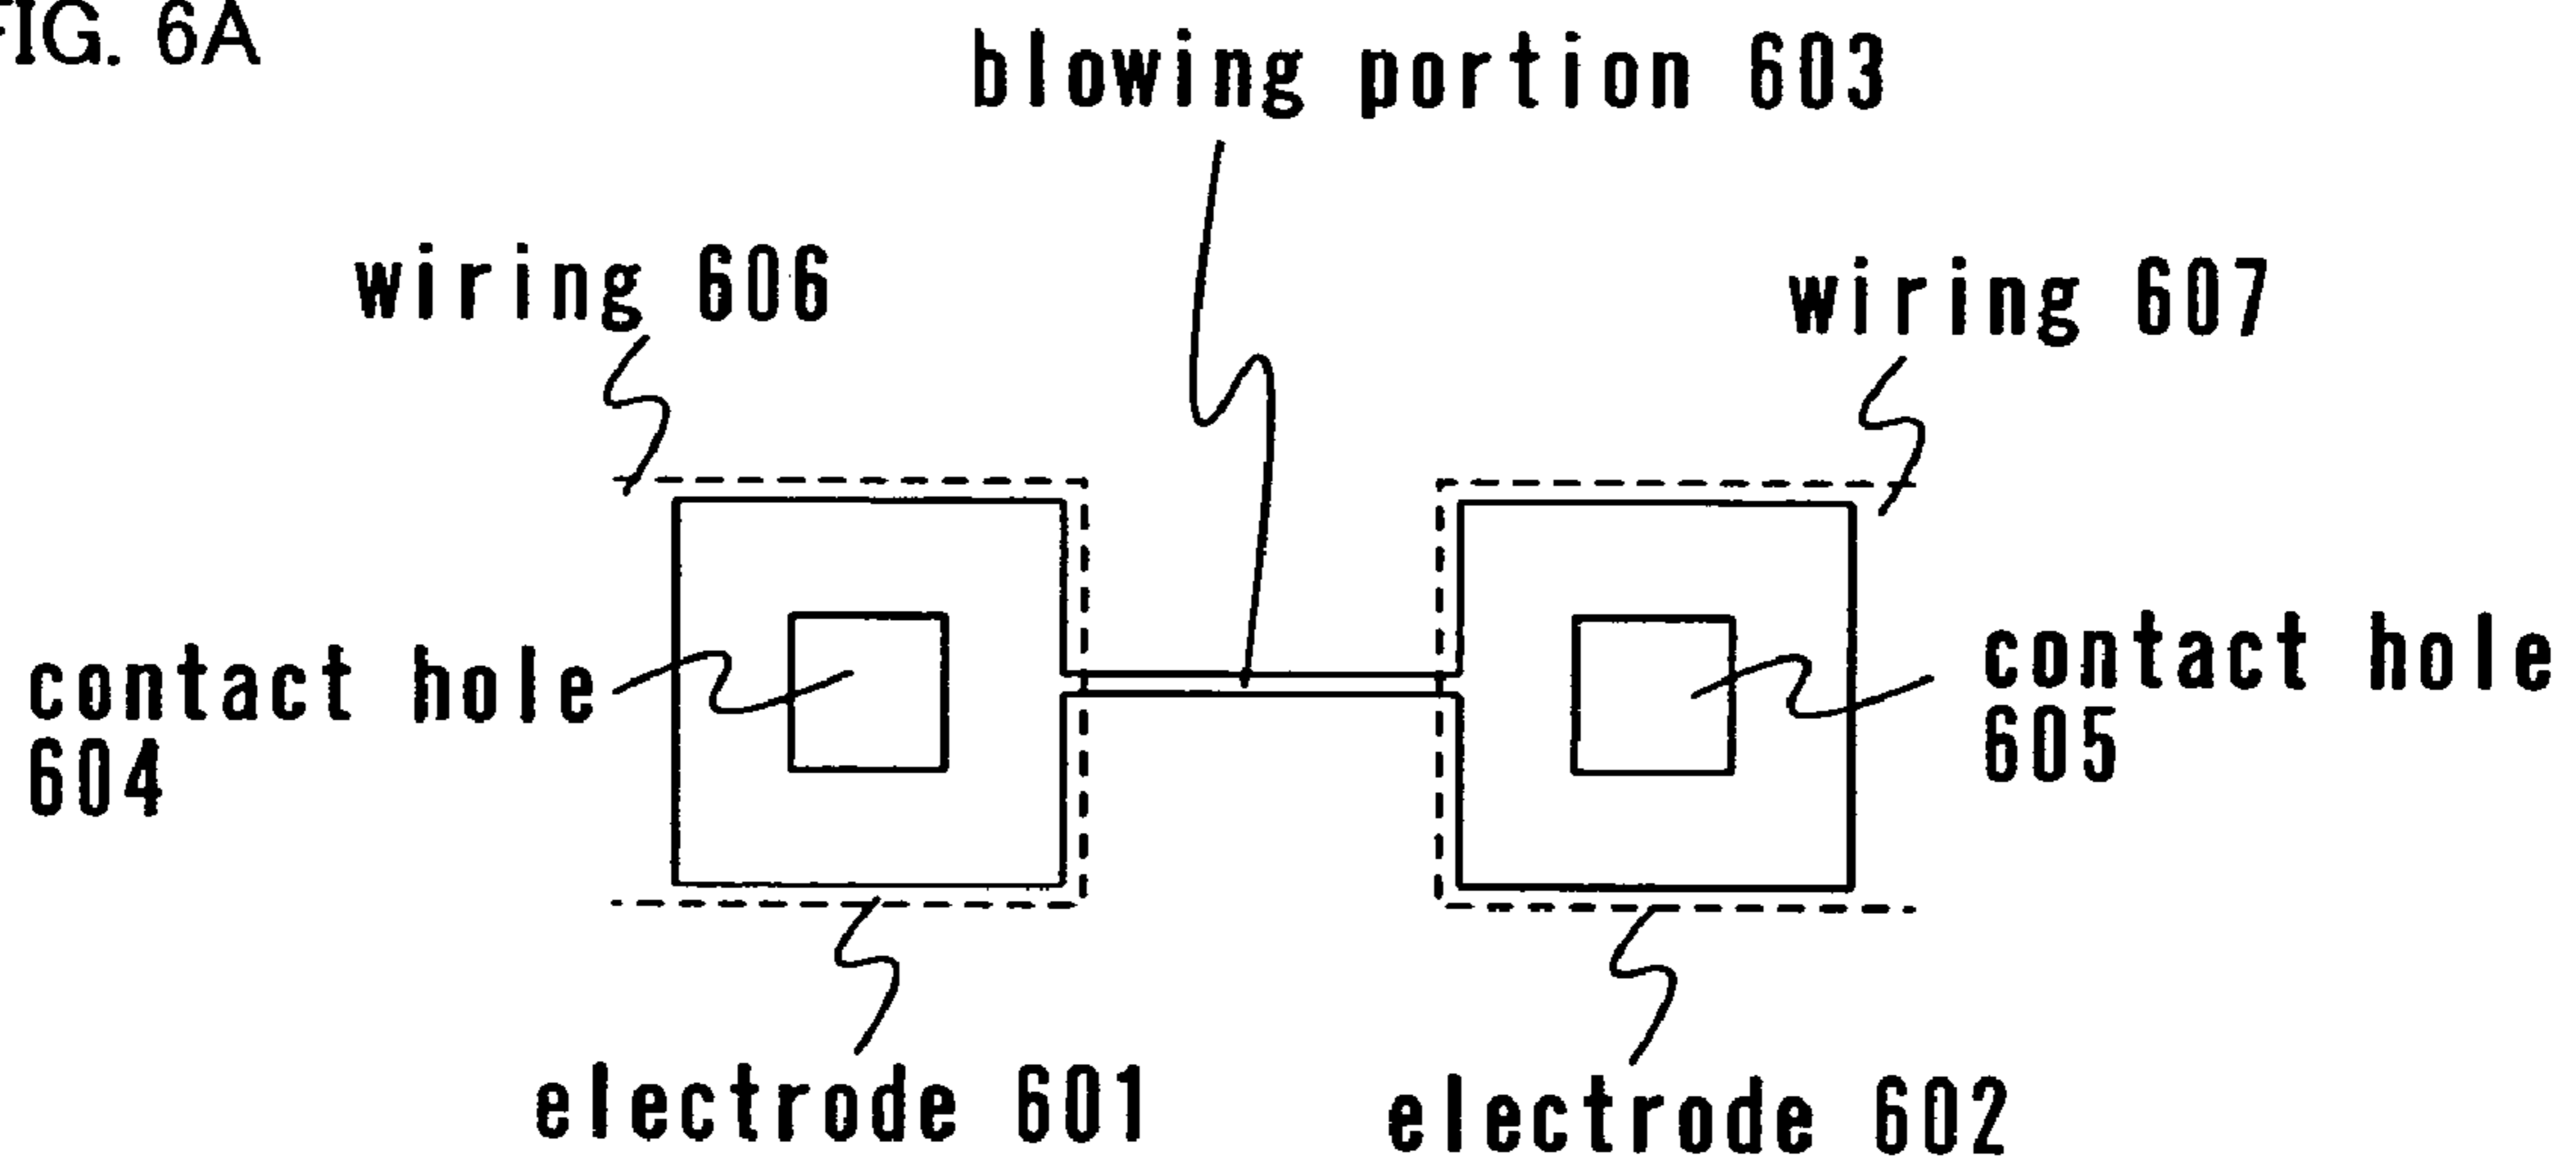 FIG. 6A
blowing portion 603
wiring 606
wiring 607
contact hole
604
contact hole
605
electrode 601
electrode 602